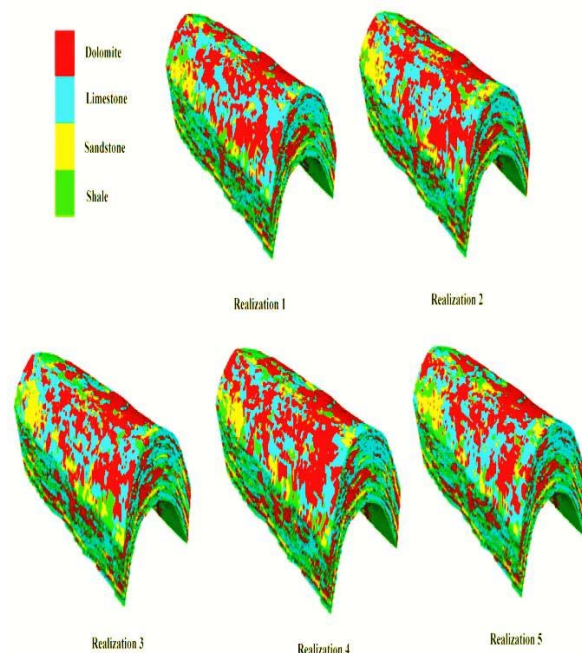 Dolomite
Limestone
Sandstone
Shale
Realization 1
Realization 2
Realization 3
Realization 4
Realization 5